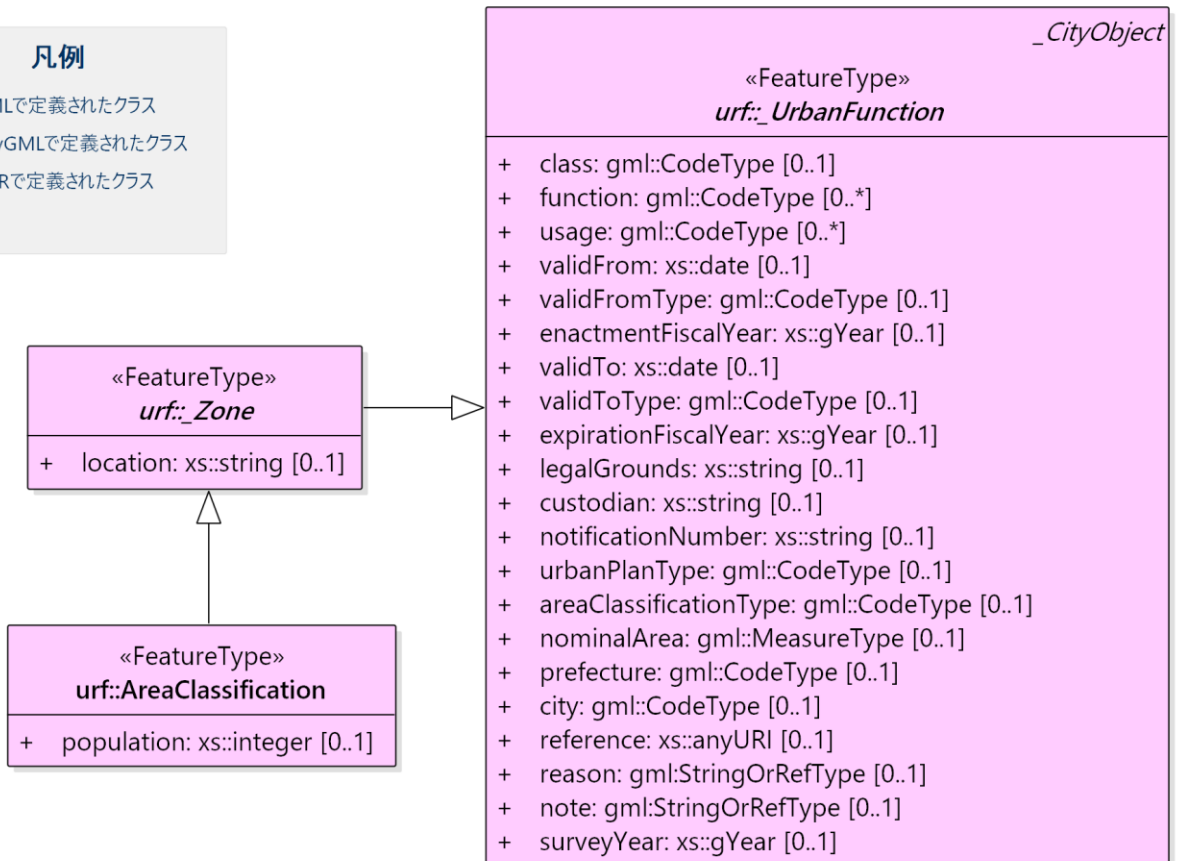 凡例
で定義されたクラス
GMLで定義されたクラス
で定義されたクラス
_CityObject
«FeatureType»
urf::_UrbanFunction
+ class: gml::CodeType [0..1]
+ function: gml::CodeType [0..*]
+ usage: gml::CodeType [0..*]
+ validFrom: xs::date [0..1]
+ validFromType: gml::CodeType [0..1]
+ enactmentFiscalYear: xs::gYear [0..1]
+ validTo: xs::date [0..1]
+ validToType: gml::CodeType [0..1]
+ expirationFiscalYear: xs::gYear [0..1]
+ legalGrounds: xs::string [0..1]
+ custodian: xs::string [0..1]
+ notificationNumber: xs::string [0..1]
+ urbanPlanType: gml::CodeType [0..1]
+ areaClassificationType: gml::CodeType [0..1]
+ nominalArea: gml::MeasureType [0..1]
+ prefecture: gml::CodeType [0..1]
+ city: gml::CodeType [0..1]
+ reference: xs::anyURI [0..1]
+ reason: gml:StringOrRefType [0..1]
+ note: gml:StringOrRefType [0..1]
+ surveyYear: xs::gYear [0..1]
«FeatureType»
urf::_Zone
+ location: xs::string [0..1]
«FeatureType»
urf::AreaClassification
+ population: xs::integer [0..1]